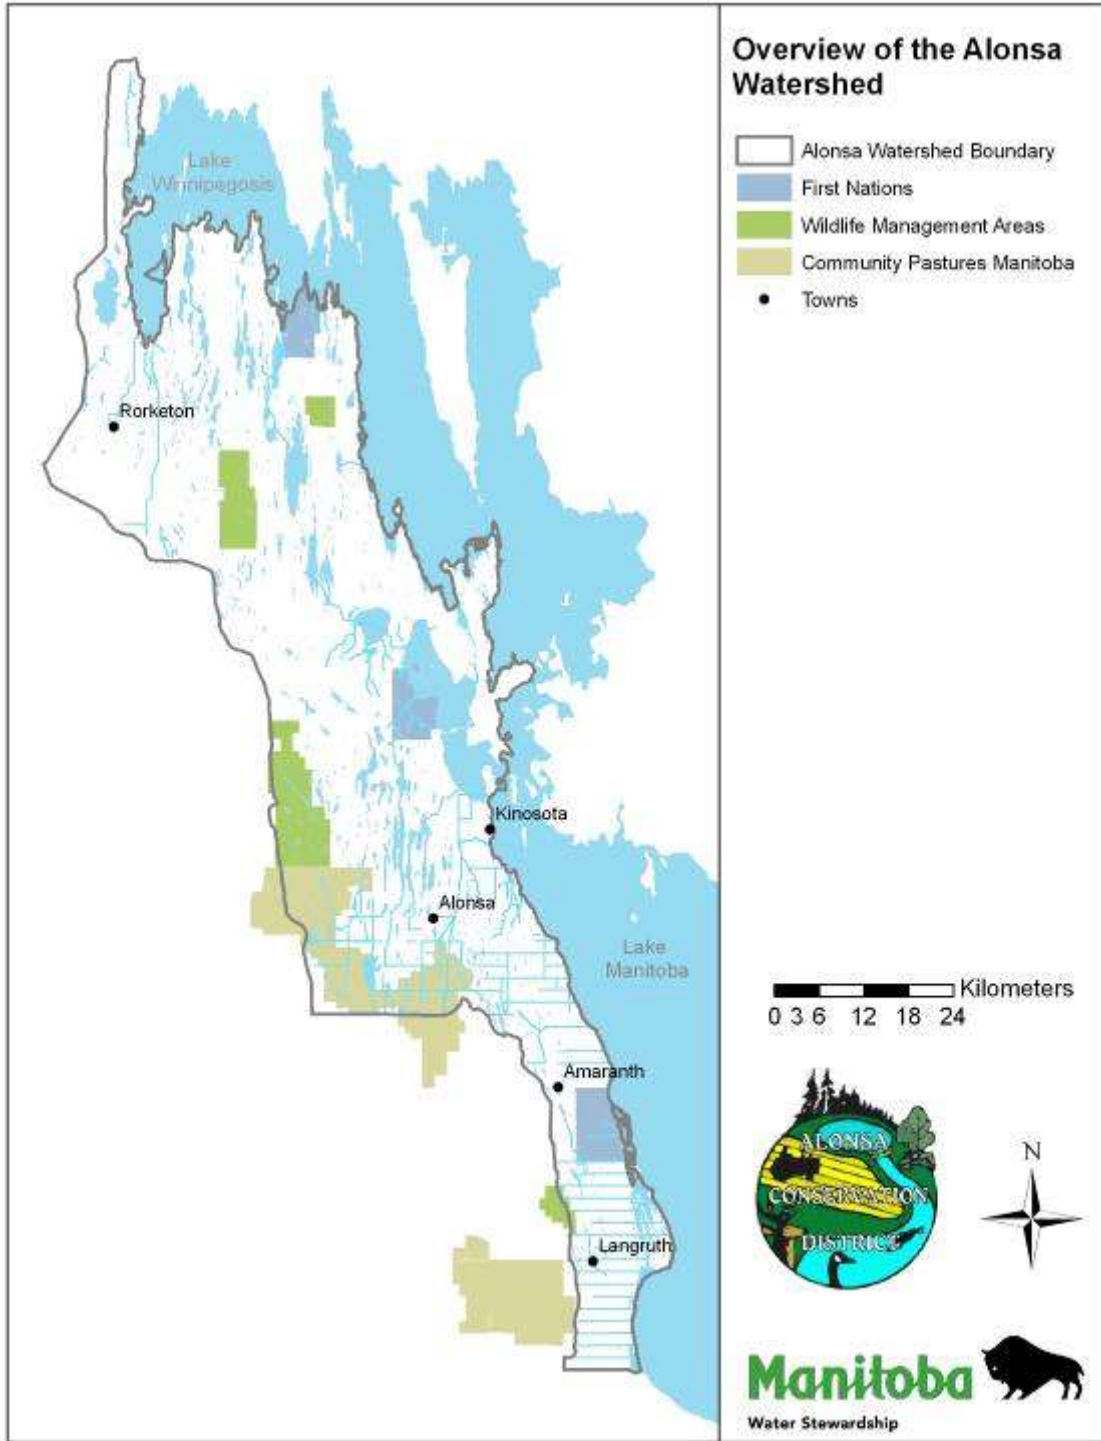 Overview of the Alonsa
Watershed
Alonsa Watershed Boundary
First Nations
Wildlife Management Areas
Community Pastures Manitoba
Towns
Lake
Winnipegosis
Rorketon
Kinosota
Alonsa
Lake
Manitoba
Amaranth
Langruth
Kilometers
0 3 6 12 18 24
N
ALONSA
CONSERVATION
DISTRICT
Manitoba
Water Stewardship